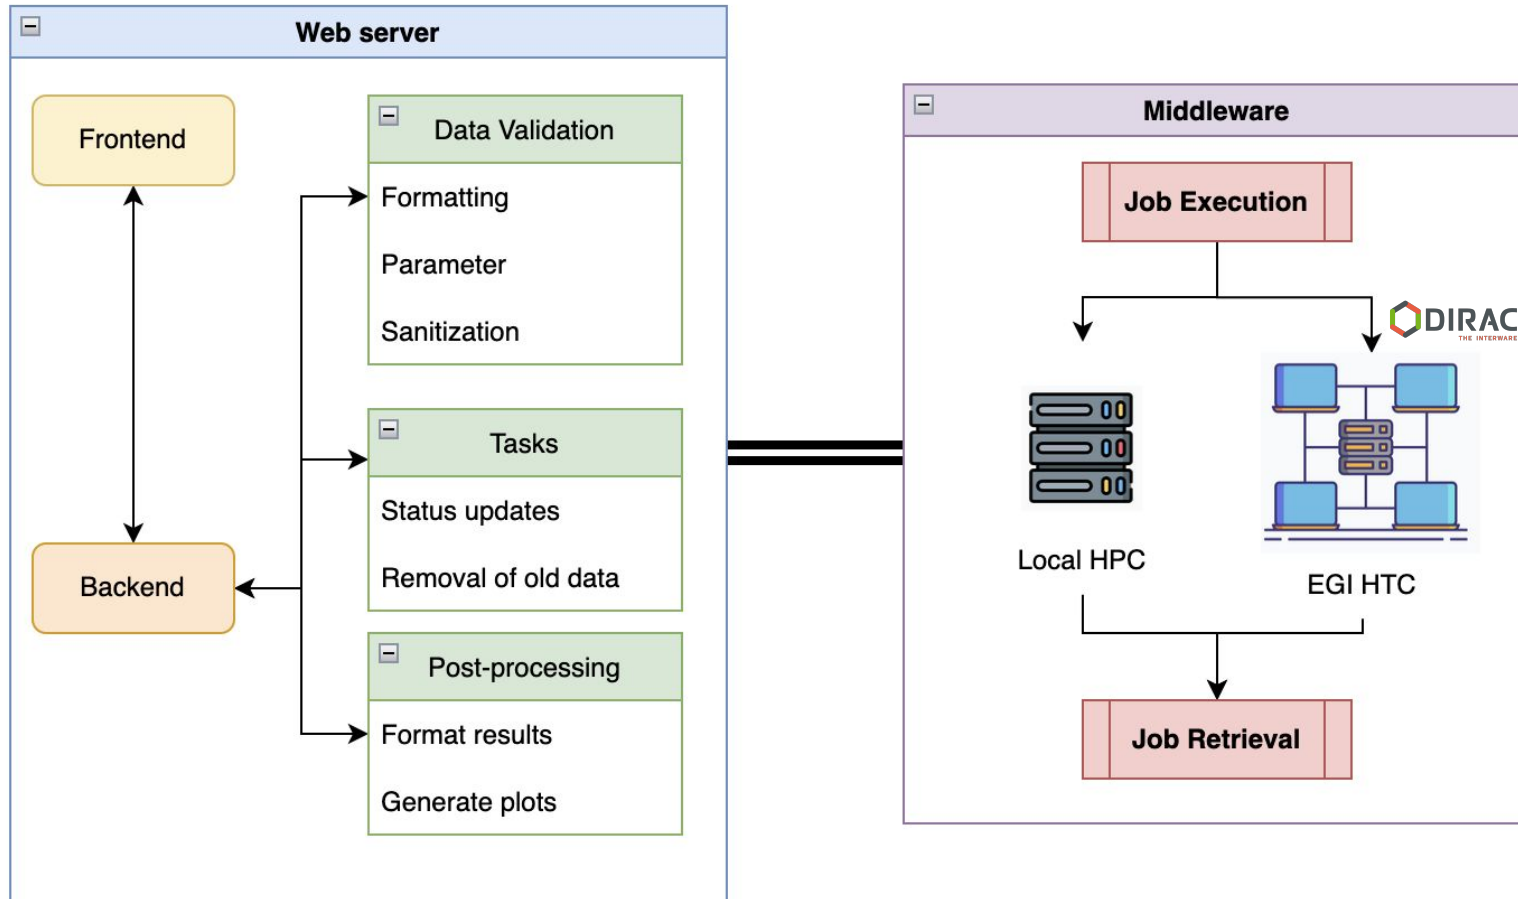 Web server
Frontend
Backend
Data Validation
Formatting
Parameter
Sanitization
Tasks
Status updates
Removal of old data
Post-processing
Format results
Generate plots
Middleware
Job Execution
DIRAC
THE INTERWARE
Local HPC
EGI HTC
Job Retrieval